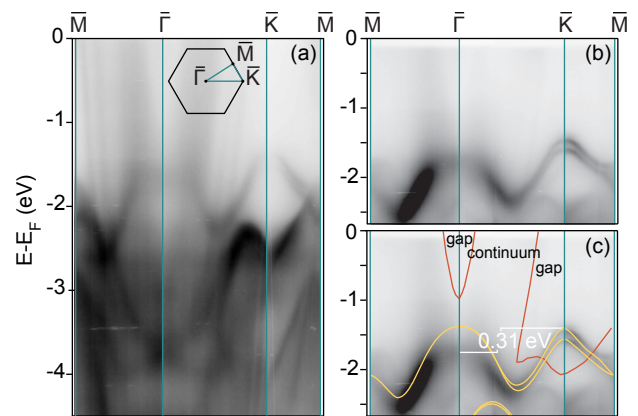 M̅ Γ̅ K̅ M̅
(a)
M̅
Γ̅ K̅
0
-1
-2
-3
-4
E-E_F (eV)
M̅ Γ̅ K̅ M̅
(b)
0
-1
-2
(c)
0
-1
-2
gap
continuum
gap
0.31 eV